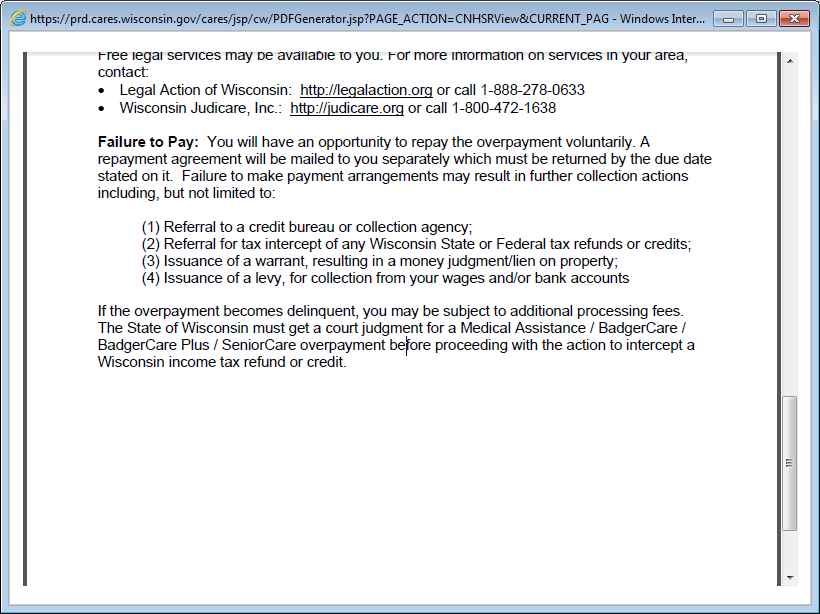 https://prd.cares.wisconsin.gov/cares/jsp/cw/PDFGenerator.jsp?PAGE_ACTION=CNHSRView&CURRENT_PAG - Windows Inter...
Free legal services may be available to you. For more information on services in your area,
contact:
• Legal Action of Wisconsin: http://legalaction.org or call 1-888-278-0633
• Wisconsin Judicare, Inc.: http://judicare.org or call 1-800-472-1638
Failure to Pay: You will have an opportunity to repay the overpayment voluntarily. A
repayment agreement will be mailed to you separately which must be returned by the due date
stated on it. Failure to make payment arrangements may result in further collection actions
including, but not limited to:
(1) Referral to a credit bureau or collection agency;
(2) Referral for tax intercept of any Wisconsin State or Federal tax refunds or credits;
(3) Issuance of a warrant, resulting in a money judgment/lien on property;
(4) Issuance of a levy, for collection from your wages and/or bank accounts
If the overpayment becomes delinquent, you may be subject to additional processing fees.
The State of Wisconsin must get a court judgment for a Medical Assistance / BadgerCare /
BadgerCare Plus / SeniorCare overpayment before proceeding with the action to intercept a
Wisconsin income tax refund or credit.